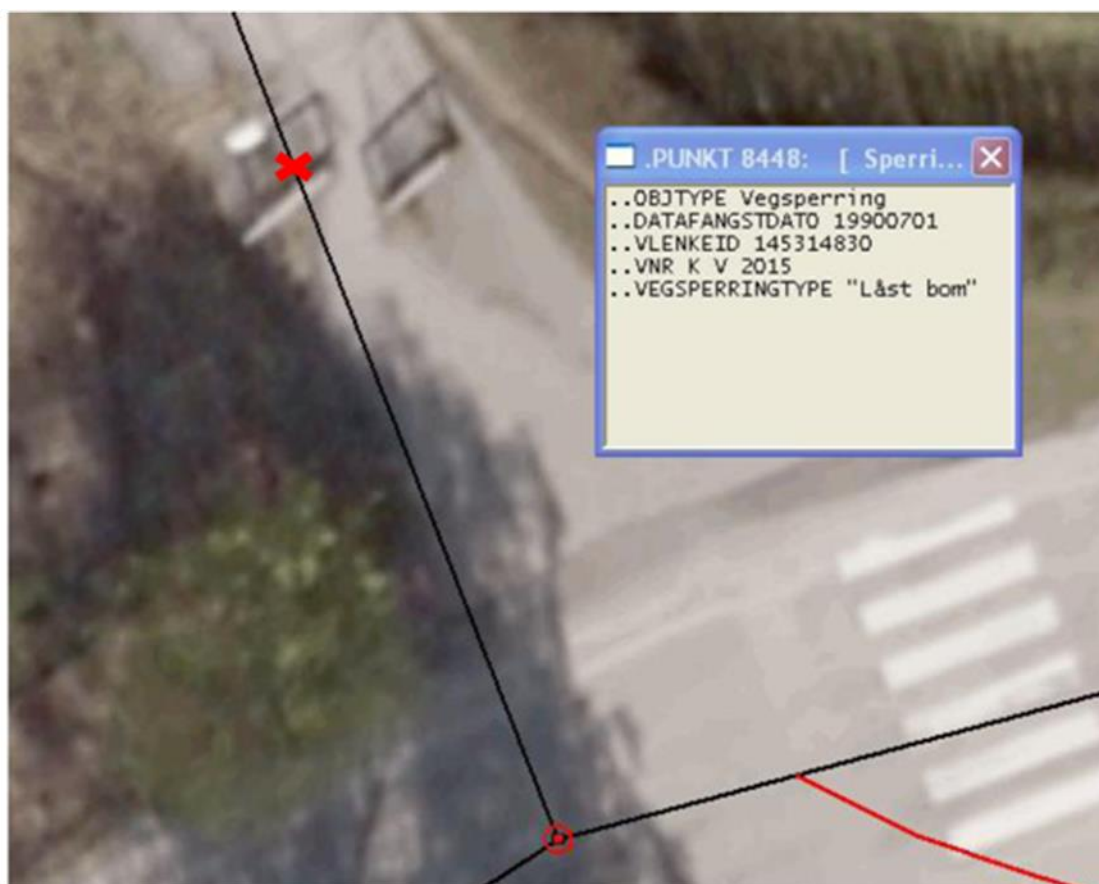 .PUNKT 8448: [ Sperri...
..OBJTYPE Vegsperring
..DATAFANGSTDATO 19900701
..VLENKEID 145314830
..VNR K V 2015
..VEGSPERRINGTYPE "Låst bom"